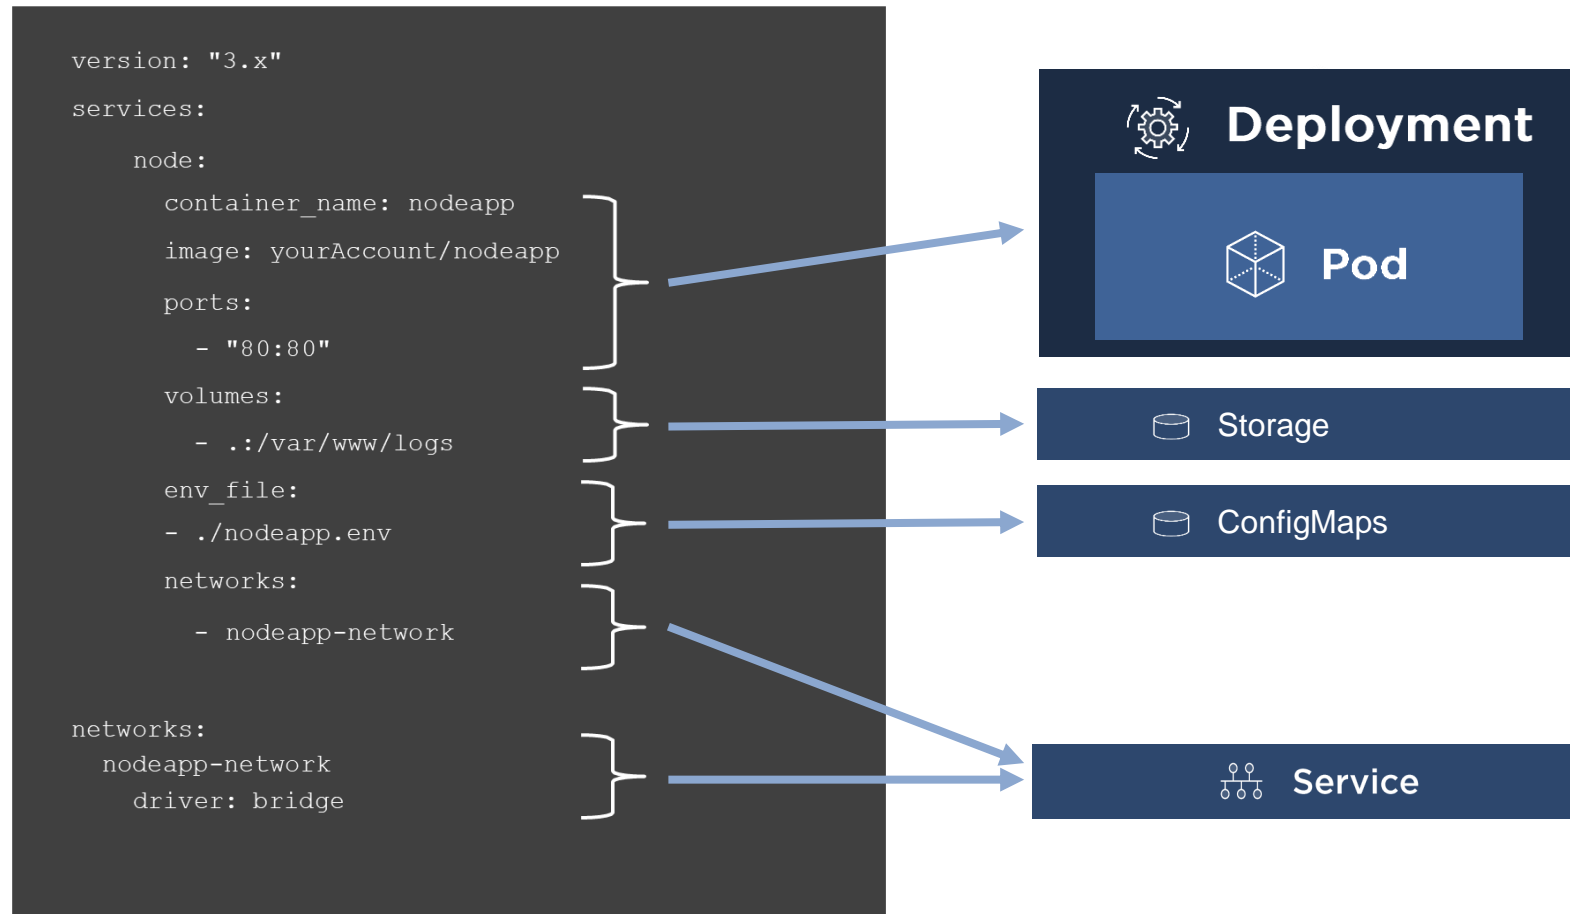 version: "3.x"
services:
node:
container_name: nodeapp
image: yourAccount/nodeapp
ports:
- "80:80"
volumes:
- .:/var/www/logs
env_file:
- ./nodeapp.env
networks:
- nodeapp-network
networks:
nodeapp-network
driver: bridge
Deployment
Pod
Storage
ConfigMaps
Service